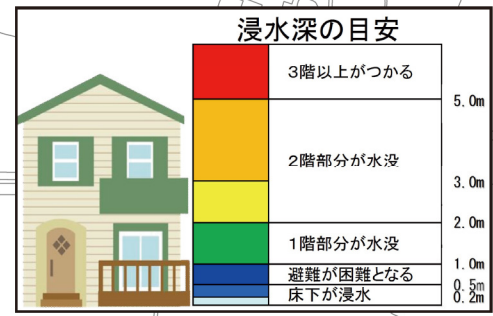 浸水深の目安
3階以上がつかる
5.0m
2階部分が水没
3.0m
2.0m
1階部分が水没
1.0m
避難が困難となる
0.5m
床下が浸水
0.2m